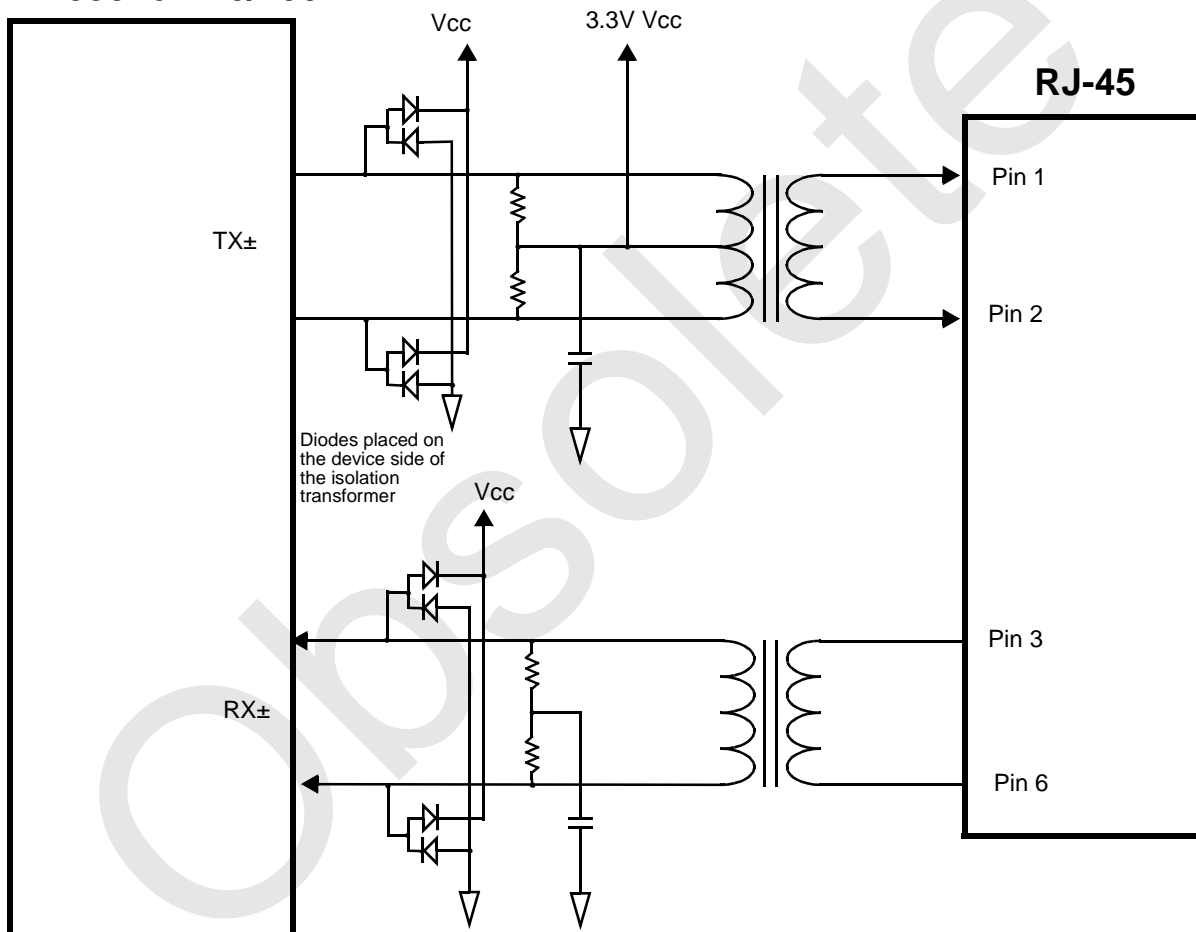 Vcc
3.3V Vcc
RJ-45
Pin 1
TX±
Pin 2
Diodes placed on
the device side of
the isolation
transformer
Vcc
Pin 3
RX±
Pin 6
Obsolete